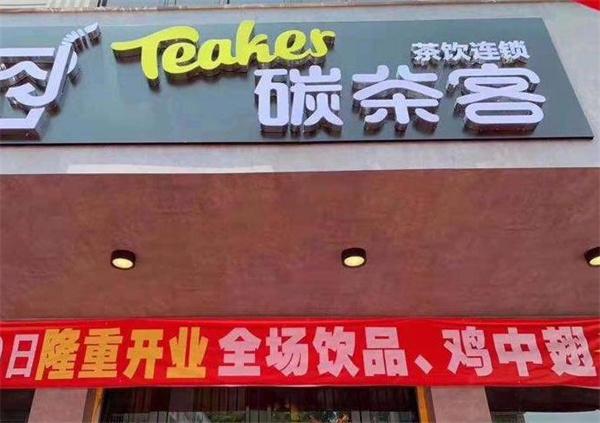 Teaker
茶饮连锁
碳茶客
日隆重开业全场饮品、鸡中翅